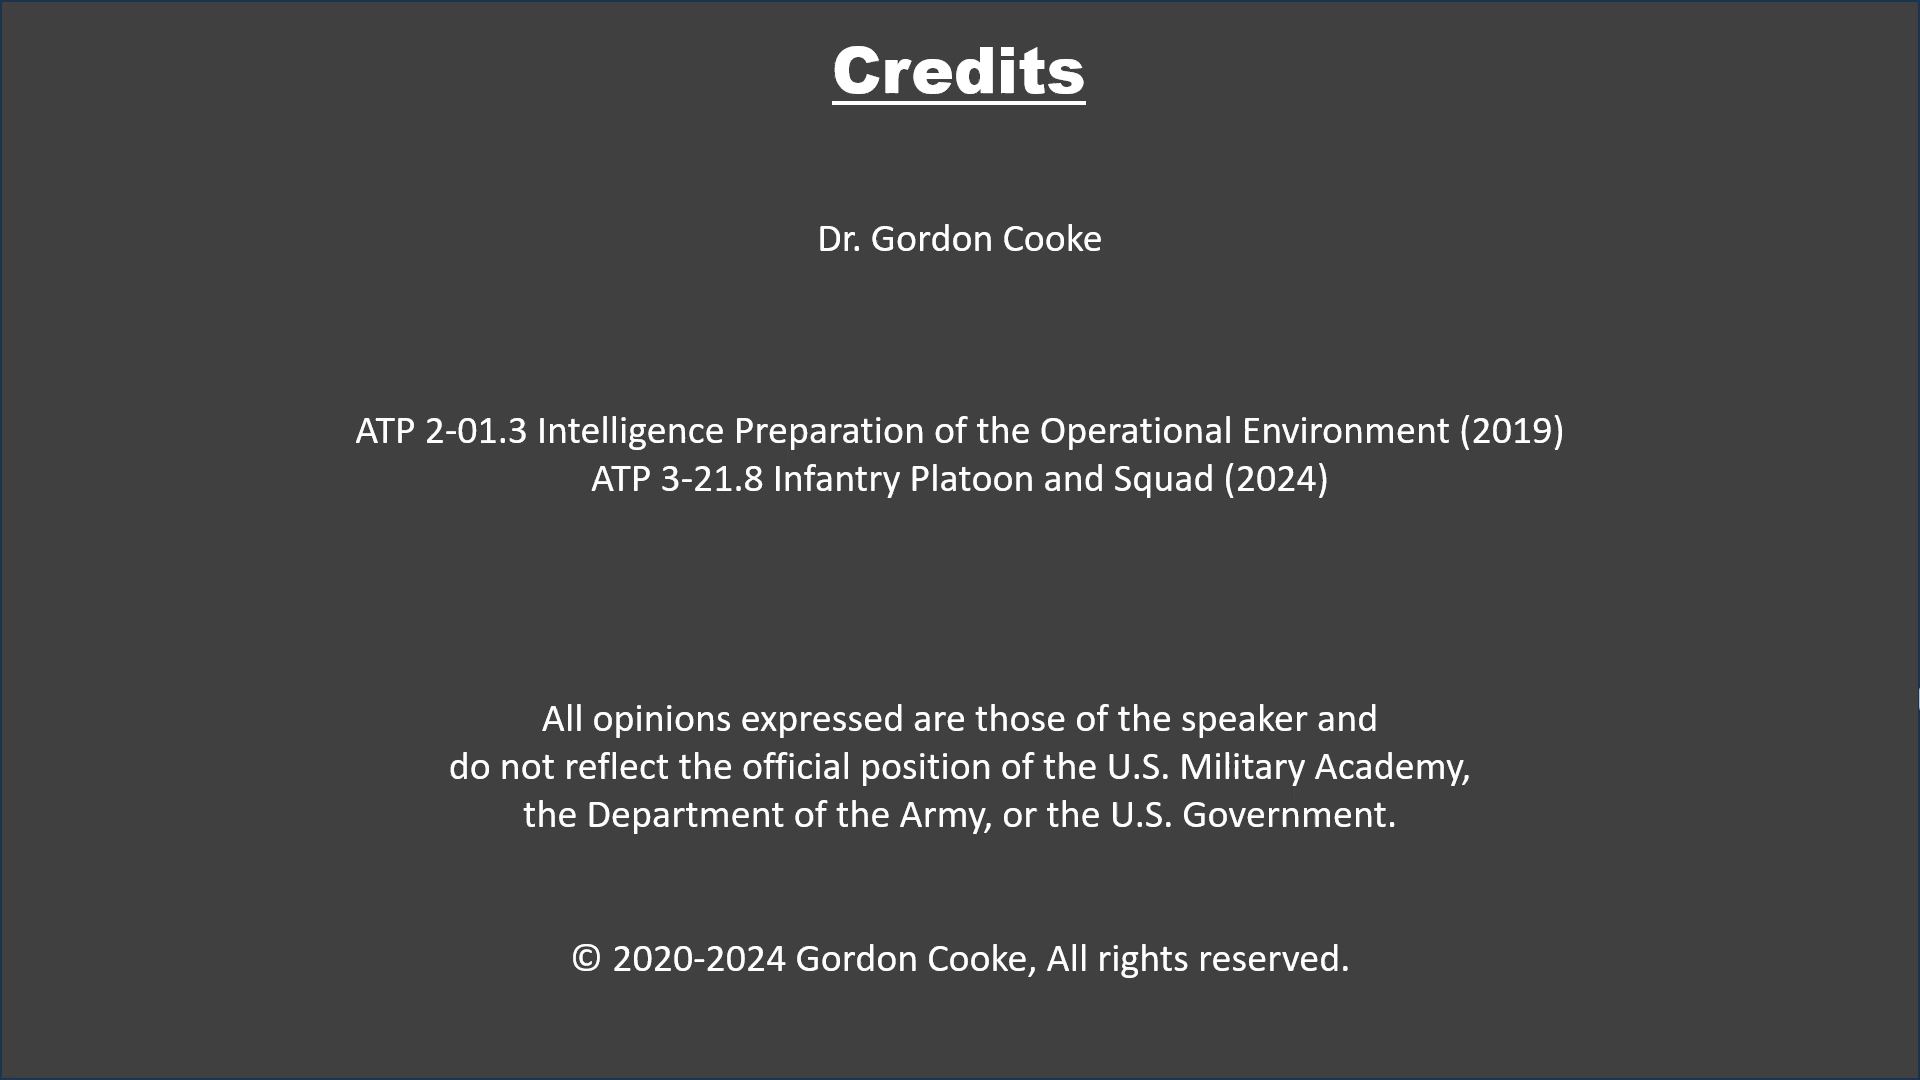 Credits
Dr. Gordon Cooke
ATP 2-01.3 Intelligence Preparation of the Operational Environment (2019)
ATP 3-21.8 Infantry Platoon and Squad (2024)
All opinions expressed are those of the speaker and
do not reflect the official position of the U.S. Military Academy,
the Department of the Army, or the U.S. Government.
© 2020-2024 Gordon Cooke, All rights reserved.